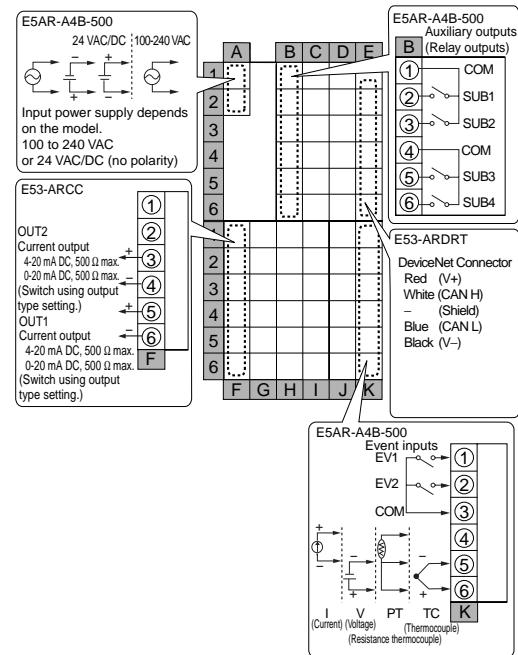 E5AR-A4B-500
24 VAC/DC
100-240 VAC
Input power supply depends
on the model.
100 to 240 VAC
or 24 VAC/DC (no polarity)
A B C D E
1
2
3
4
5
6
1
2
3
4
5
6
F G H I J K
E5AR-A4B-500
Auxiliary outputs
(Relay outputs)
B
1 COM
2 SUB1
3 SUB2
4 COM
5 SUB3
6 SUB4
E53-ARCC
1
2
3
4
5
6
F
OUT2
Current output
4-20 mA DC, 500 Ω max.
0-20 mA DC, 500 Ω max.
(Switch using output
type setting.)
OUT1
Current output
4-20 mA DC, 500 Ω max.
0-20 mA DC, 500 Ω max.
(Switch using output
type setting.)
+
−
+
−
E53-ARDRT
DeviceNet Connector
Red (V+)
White (CAN H)
– (Shield)
Blue (CAN L)
Black (V–)
E5AR-A4B-500
Event inputs
EV1
EV2
COM
1
2
3
4
5
6
K
I
(Current)
V
(Voltage)
PT
(Resistance thermocouple)
TC
(Thermocouple)